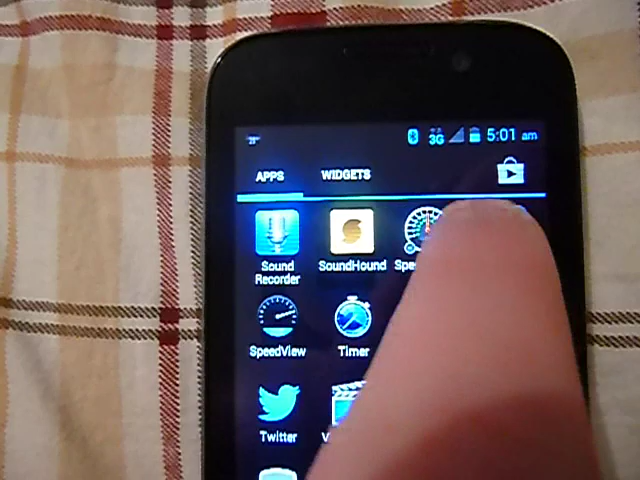 3G 5:01 am
APPS WIDGETS
Sound Recorder SoundHound
SpeedView Timer
Twitter